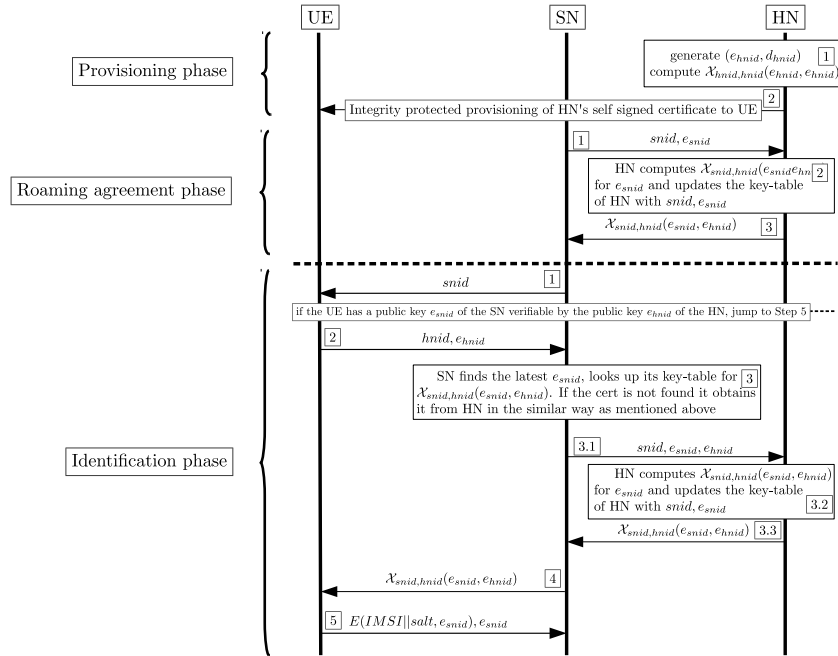 UE
SN
HN
Provisioning phase
generate (e_hnid, d_hnid) 1
compute X_hnid,hnid(e_hnid, e_hnid)
2
Integrity protected provisioning of HN's self signed certificate to UE
Roaming agreement phase
1 snid, e_snid
HN computes X_snid,hnid(e_snid e_hn 2
for e_snid and updates the key-table
of HN with snid, e_snid
X_snid,hnid(e_snid, e_hnid) 3
Identification phase
snid 1
if the UE has a public key e_snid of the SN verifiable by the public key e_hnid of the HN, jump to Step 5
2 hnid, e_hnid
SN finds the latest e_snid, looks up its key-table for 3
X_snid,hnid(e_snid, e_hnid). If the cert is not found it obtains
it from HN in the similar way as mentioned above
3.1 snid, e_snid, e_hnid
HN computes X_snid,hnid(e_snid, e_hnid)
for e_snid and updates the key-table
of HN with snid, e_snid 3.2
X_snid,hnid(e_snid, e_hnid) 3.3
X_snid,hnid(e_snid, e_hnid) 4
5 E(IMSI||salt, e_snid), e_snid